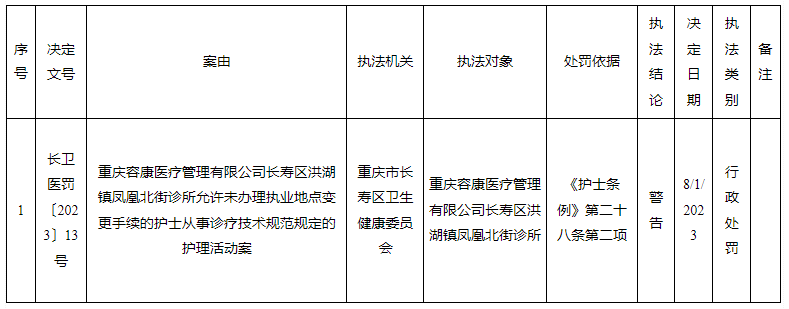 序号
决定文号
案由
执法机关
执法对象
处罚依据
执法结论
决定日期
执法类别
备注
1
长卫
医罚
〔202
3〕13
号
重庆容康医疗管理有限公司长寿区洪湖
镇凤凰北街诊所允许未办理执业地点变
更手续的护士从事诊疗技术规范规定的
护理活动案
重庆市长
寿区卫生
健康委员
会
重庆容康医疗管理
有限公司长寿区洪
湖镇凤凰北街诊所
《护士条
例》第二十
八条第二项
警告
8/1/
202
3
行政处罚